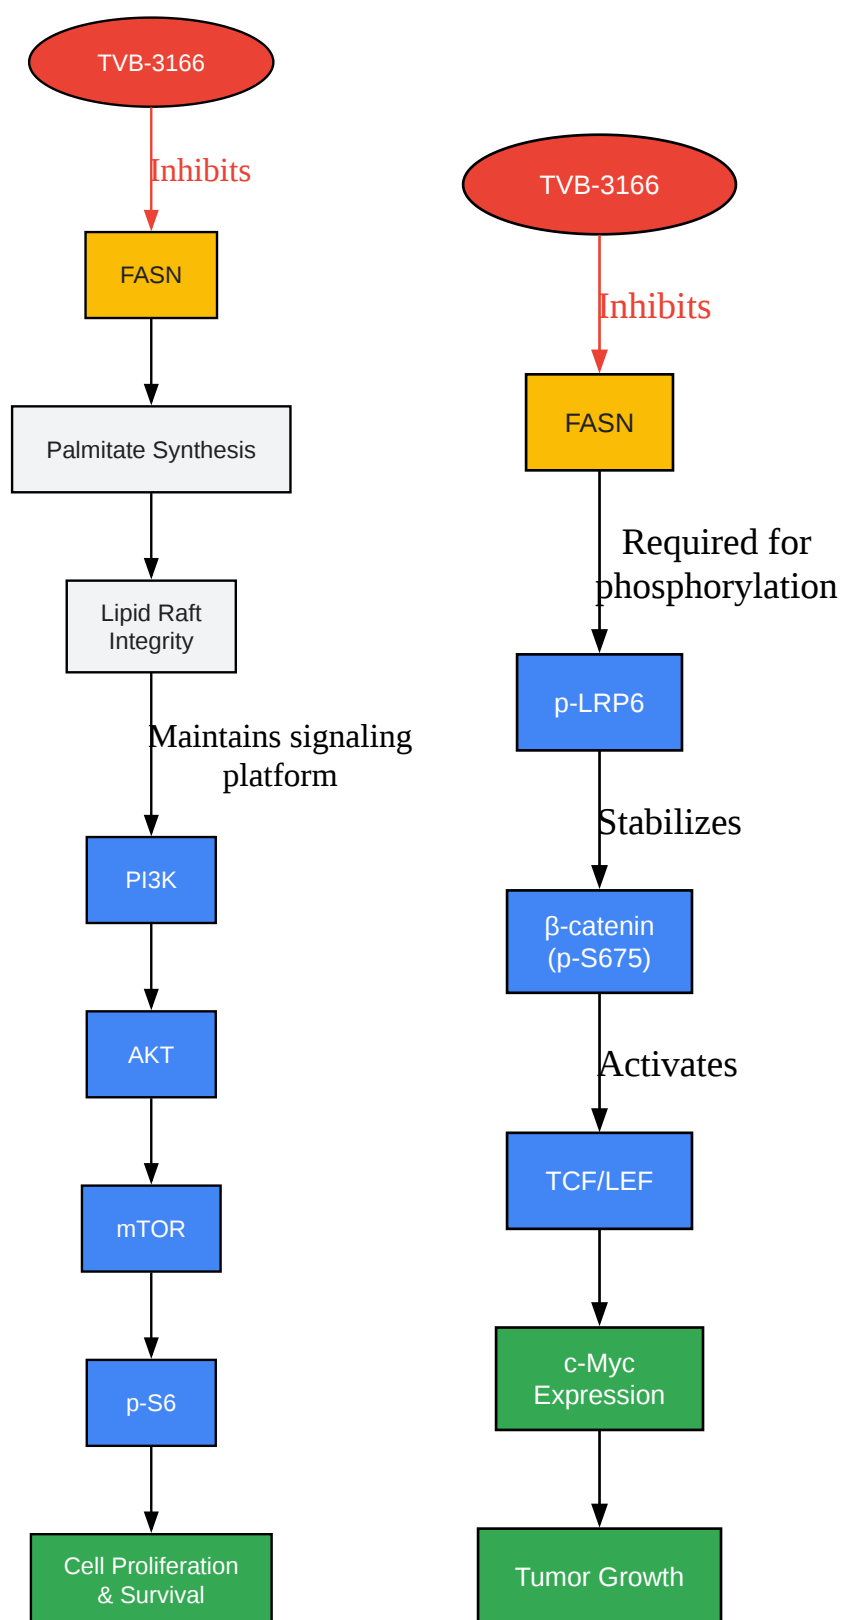 TVB-3166
Inhibits
FASN
Palmitate Synthesis
Lipid Raft
Integrity
Maintains signaling
platform
PI3K
AKT
mTOR
p-S6
Cell Proliferation
& Survival
TVB-3166
Inhibits
FASN
Required for
phosphorylation
p-LRP6
Stabilizes
β-catenin
(p-S675)
Activates
TCF/LEF
c-Myc
Expression
Tumor Growth